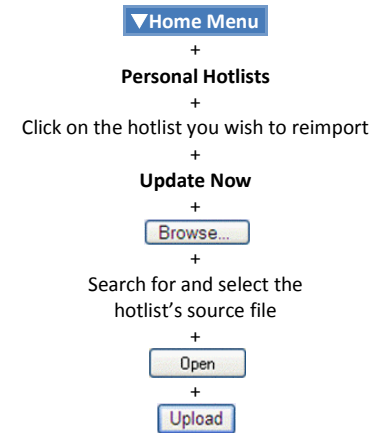 ▼Home Menu
+
Personal Hotlists
+
Click on the hotlist you wish to reimport
+
Update Now
+
Browse...
+
Search for and select the
hotlist's source file
+
Open
+
Upload